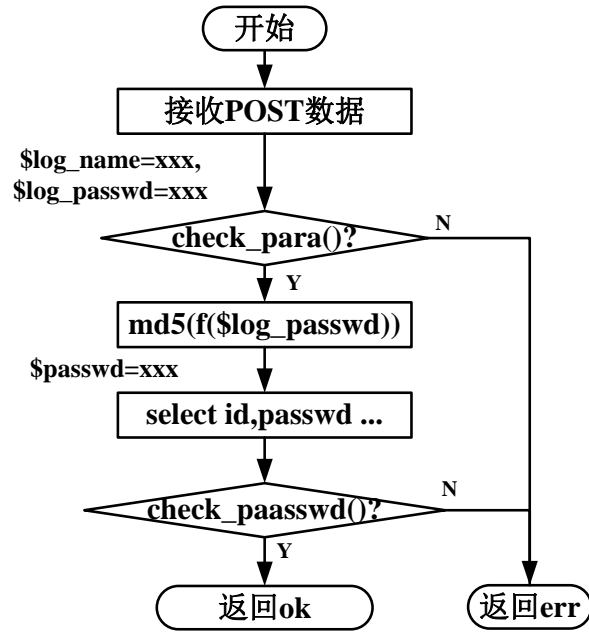 开始
接收POST数据
$log_name=xxx,
$log_passwd=xxx
check_para()?
N
Y
md5(f($log_passwd))
$passwd=xxx
select id,passwd ...
check_paasswd()?
N
Y
返回ok
返回err